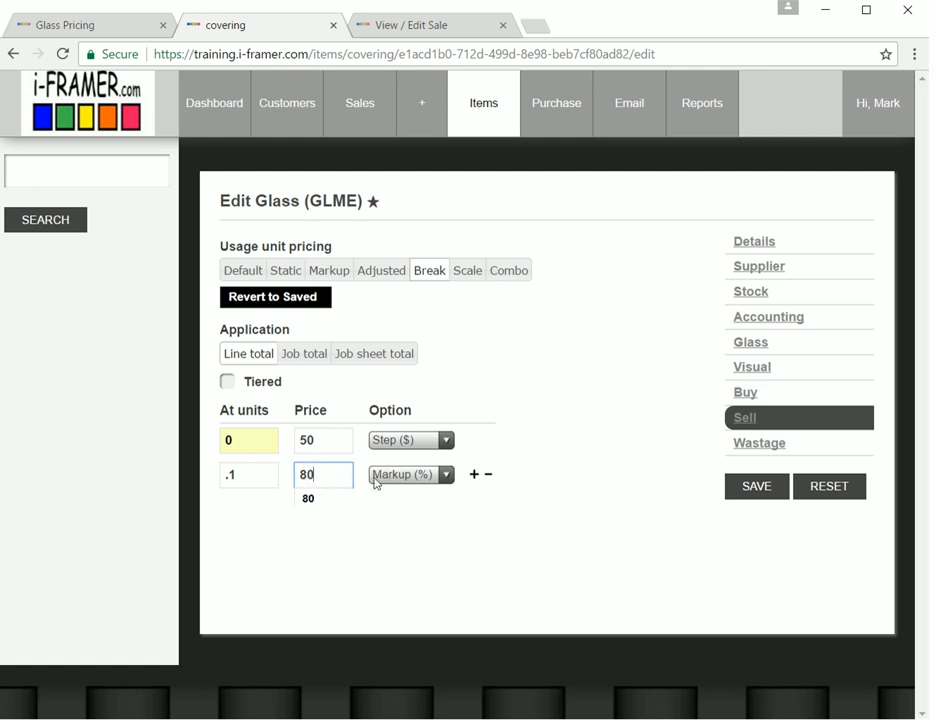 Glass Pricing
covering
View / Edit Sale
Secure
https://training.i-framer.com/items/covering/e1acd1b0-712d-499d-8e98-beb7cf80ad82/edit
i-FRAMER.com
Dashboard
Customers
Sales
+
Items
Purchase
Email
Reports
Hi, Mark
SEARCH
Edit Glass (GLME) ★
Usage unit pricing
Default Static Markup Adjusted Break Scale Combo
Revert to Saved
Application
Line total Job total Job sheet total
Tiered
At units Price Option
0 50 Step ($)
.1 80 Markup (%) + −
80
Details
Supplier
Stock
Accounting
Glass
Visual
Buy
Sell
Wastage
SAVE RESET